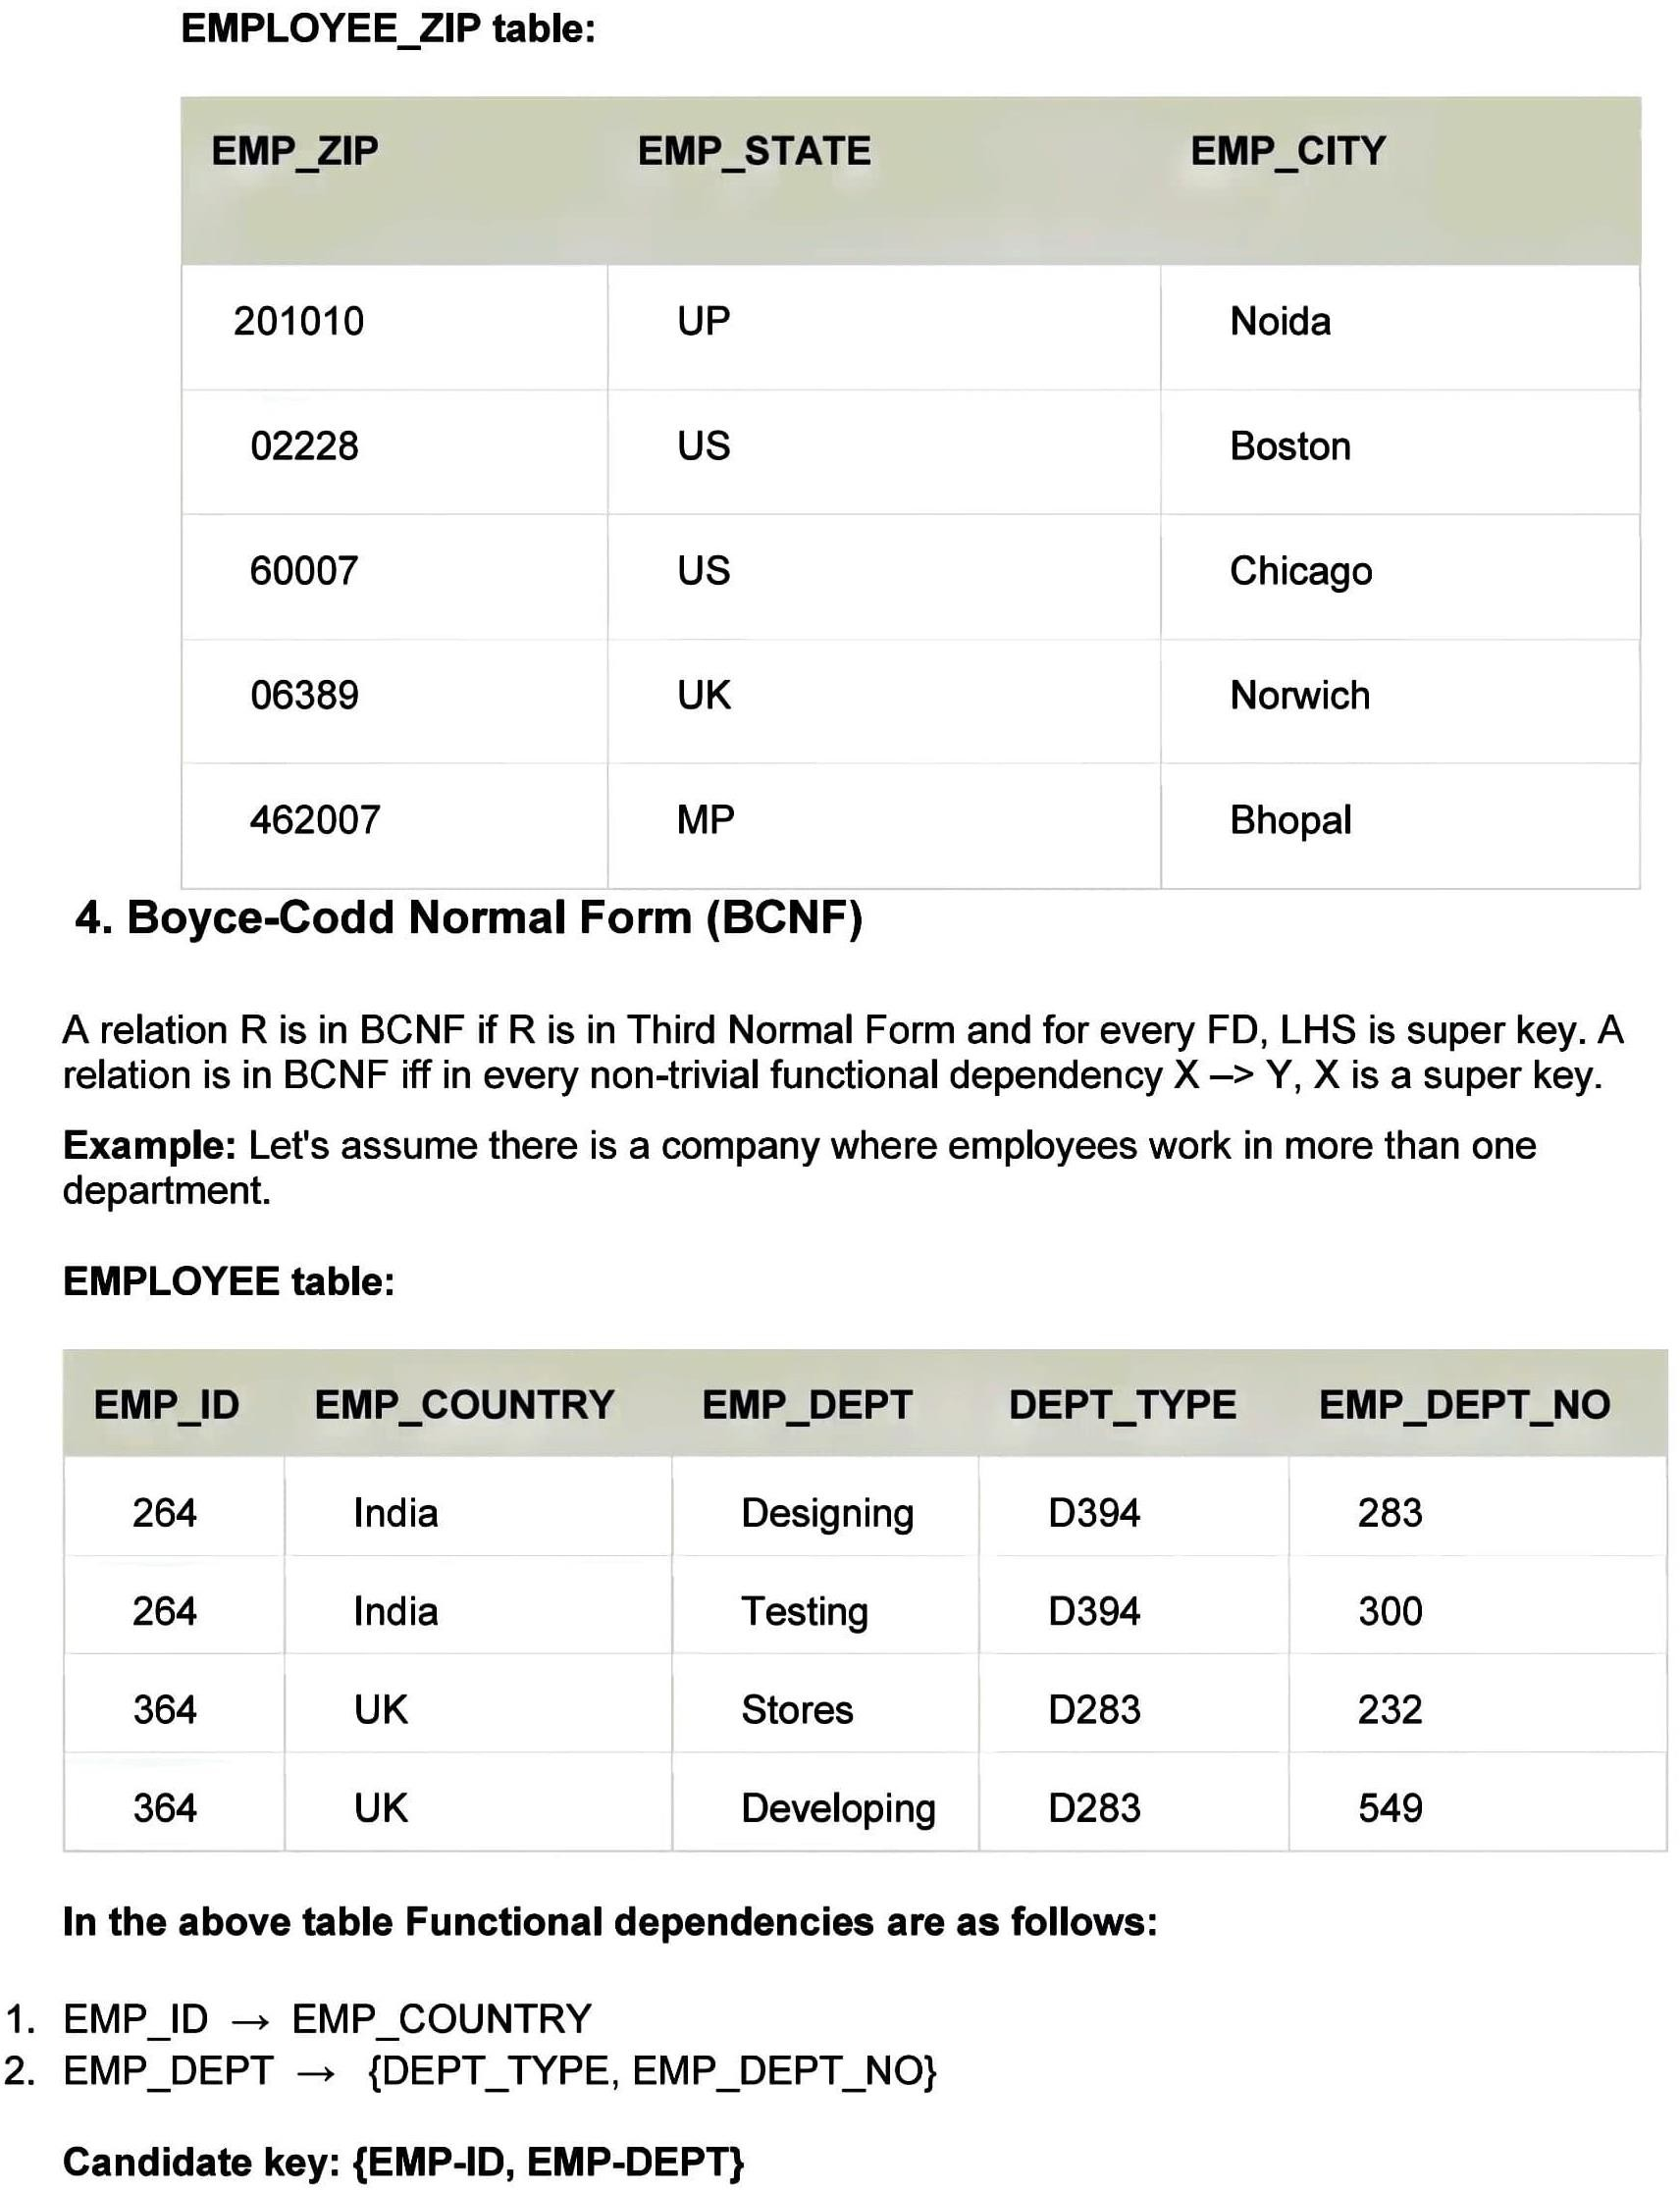 EMPLOYEE_ZIP table:
EMP_ZIP EMP_STATE EMP_CITY
201010 UP Noida
02228 US Boston
60007 US Chicago
06389 UK Norwich
462007 MP Bhopal
4. Boyce-Codd Normal Form (BCNF)
A relation R is in BCNF if R is in Third Normal Form and for every FD, LHS is super key. A
relation is in BCNF iff in every non-trivial functional dependency X –> Y, X is a super key.
Example: Let's assume there is a company where employees work in more than one
department.
EMPLOYEE table:
EMP_ID EMP_COUNTRY EMP_DEPT DEPT_TYPE EMP_DEPT_NO
264 India Designing D394 283
264 India Testing D394 300
364 UK Stores D283 232
364 UK Developing D283 549
In the above table Functional dependencies are as follows:
1. EMP_ID → EMP_COUNTRY
2. EMP_DEPT → {DEPT_TYPE, EMP_DEPT_NO}
Candidate key: {EMP-ID, EMP-DEPT}